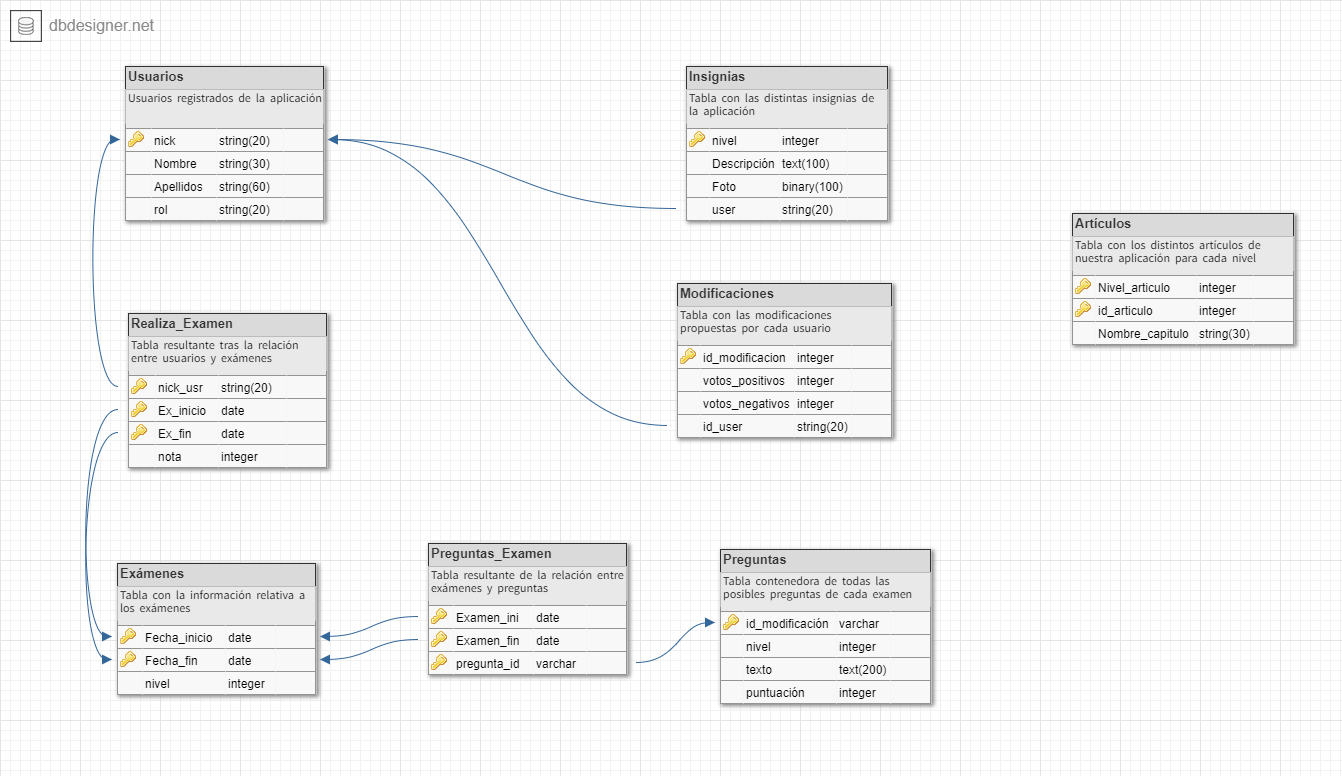 dbdesigner.net
Usuarios
Usuarios registrados de la aplicación
nick string(20)
Nombre string(30)
Apellidos string(60)
rol string(20)
Insignias
Tabla con las distintas insignias de
la aplicación
nivel integer
Descripción text(100)
Foto binary(100)
user string(20)
Artículos
Tabla con los distintos artículos de
nuestra aplicación para cada nivel
Nivel_articulo integer
id_articulo integer
Nombre_capitulo string(30)
Modificaciones
Tabla con las modificaciones
propuestas por cada usuario
id_modificacion integer
votos_positivos integer
votos_negativos integer
id_user string(20)
Realiza_Examen
Tabla resultante tras la relación
entre usuarios y exámenes
nick_usr string(20)
Ex_inicio date
Ex_fin date
nota integer
Exámenes
Tabla con la información relativa a
los exámenes
Fecha_inicio date
Fecha_fin date
nivel integer
Preguntas_Examen
Tabla resultante de la relación entre
exámenes y preguntas
Examen_ini date
Examen_fin date
pregunta_id varchar
Preguntas
Tabla contenedora de todas las
posibles preguntas de cada examen
id_modificación varchar
nivel integer
texto text(200)
puntuación integer